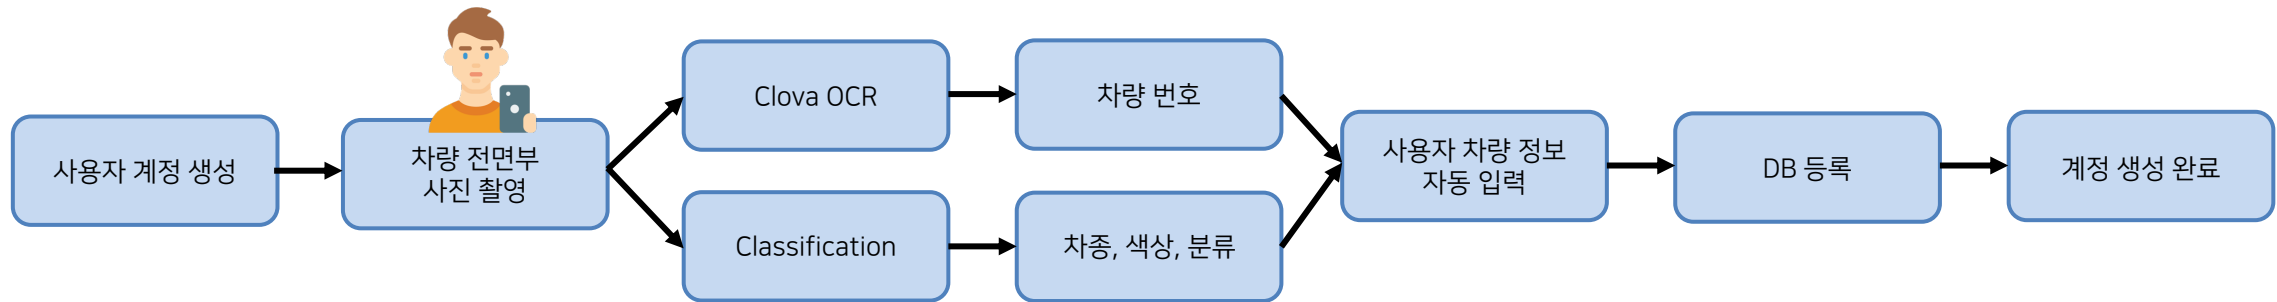 사용자 계정 생성
차량 전면부
사진 촬영
Clova OCR
차량 번호
Classification
차종, 색상, 분류
사용자 차량 정보
자동 입력
DB 등록
계정 생성 완료